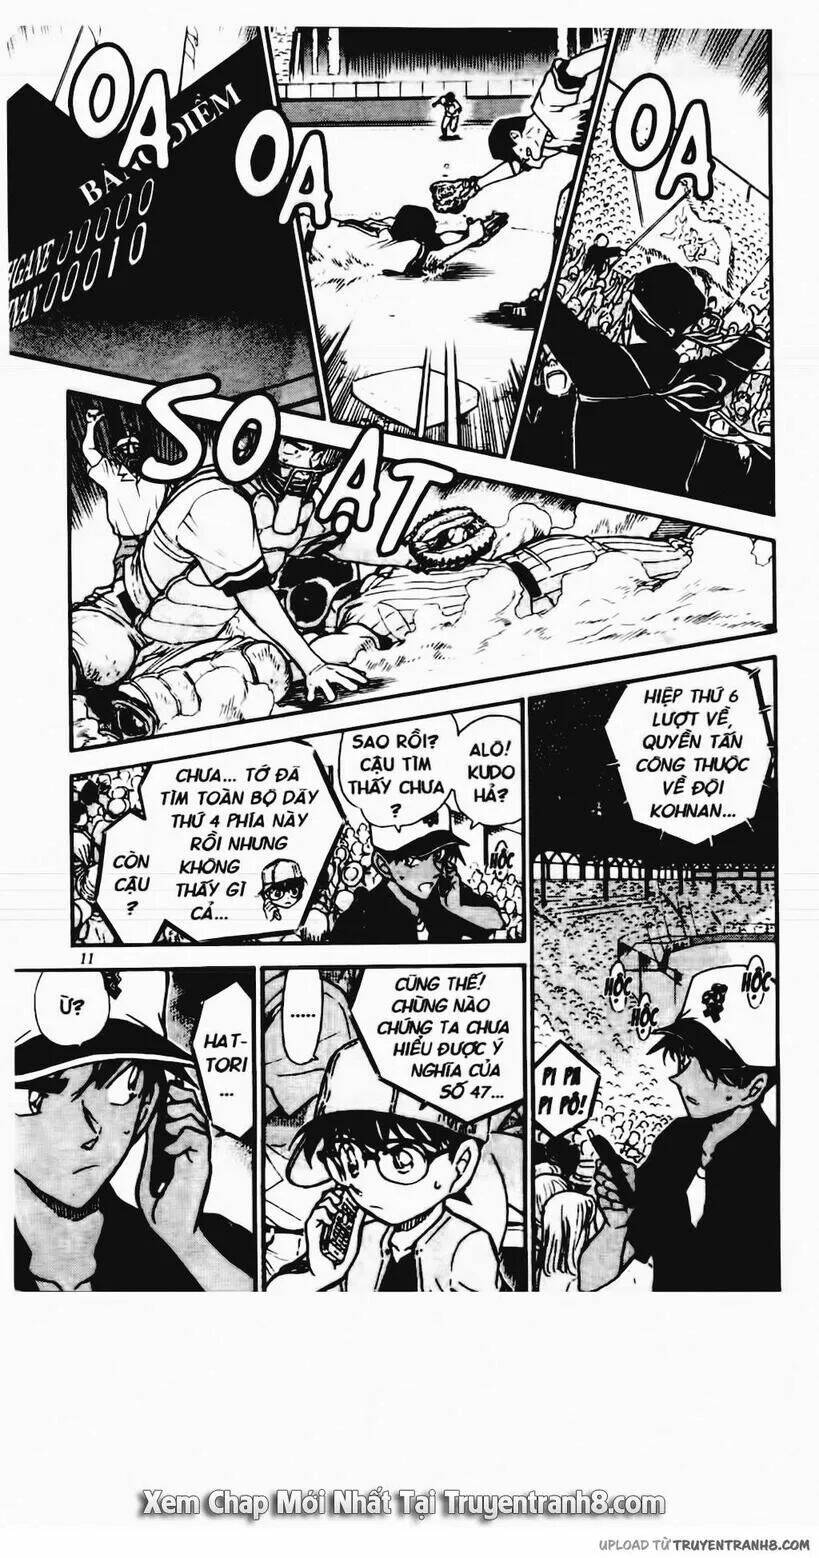 OA
OA
OA
BẢNG ĐIỂM
00000
00010
SOẠT
HIỆP THỨ 6
LƯỢT VỀ,
QUYỀN TẤN
CÔNG THUỘC
VỀ ĐỘI
KOHNAN...
HỘC
HỘC
HỘC
PI PA
PI PÔ!
ALÔ!
KUDO
HẢ?
SAO RỒI?
CẬU TÌM
THẤY CHƯA
?
HỘC
CHƯA... TỚ ĐÃ
TÌM TOÀN BỘ DÃY
THỨ 4 PHÍA NÀY
RỒI NHƯNG
KHÔNG
THẤY GÌ
CẢ...
CÒN
CẬU
?
11
CŨNG THẾ!
CHỪNG NÀO
CHÚNG TA CHƯA
HIỂU ĐƯỢC Ý
NGHĨA CỦA
SỐ 47...
.....
HAT-
TORI
...
Ừ?
Xem Chap Mới Nhất Tại Truyentranh8.com
UPLOAD TỪ TRUYENTRANH8.COM